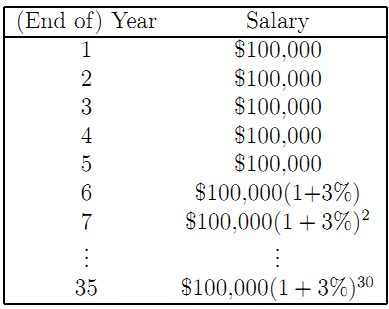 (End of) Year Salary
1 $100,000
2 $100,000
3 $100,000
4 $100,000
5 $100,000
6 $100,000(1+3%)
7 $100,000(1 + 3%)²
⋮ ⋮
35 $100,000(1 + 3%)³⁰